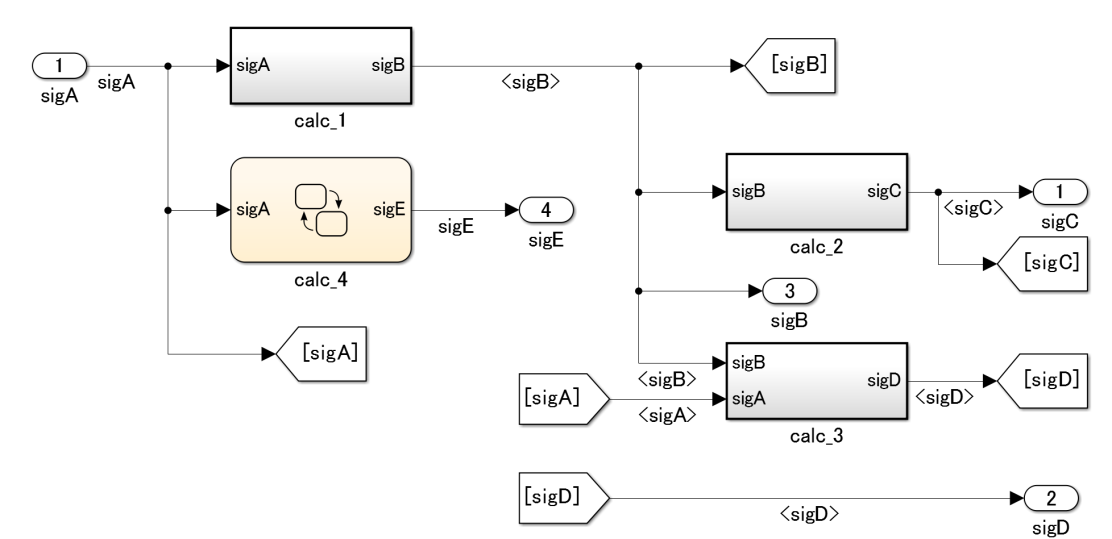 1
sigA
sigA
sigA
sigB
calc_1
<sigB>
[sigB]
sigA
sigE
calc_4
sigE
4
sigE
sigB
sigC
calc_2
<sigC>
1
sigC
[sigC]
3
sigB
[sigA]
<sigB>
sigB
sigA
sigD
calc_3
[sigA]
<sigA>
<sigD>
[sigD]
[sigD]
<sigD>
2
sigD